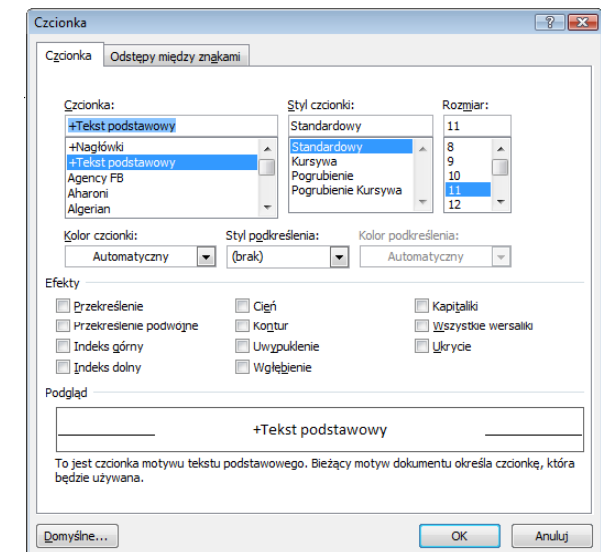 Czcionka
Czcionka Odstępy między znakami
Czcionka: Styl czcionki: Rozmiar:
+Tekst podstawowy Standardowy 11
+Nagłówki Standardowy 8
+Tekst podstawowy Kursywa 9
Agency FB Pogrubienie 10
Aharoni Pogrubienie Kursywa 11
Algerian 12
Kolor czcionki: Styl podkreślenia: Kolor podkreślenia:
Automatyczny (brak) Automatyczny
Efekty
Przekreślenie Cień Kapitaliki
Przekreślenie podwójne Kontur Wszystkie wersaliki
Indeks górny Uwypuklenie Ukrycie
Indeks dolny Wgłębienie
Podgląd
+Tekst podstawowy
To jest czcionka motywu tekstu podstawowego. Bieżący motyw dokumentu określa czcionkę, która
będzie używana.
Domyślne... OK Anuluj